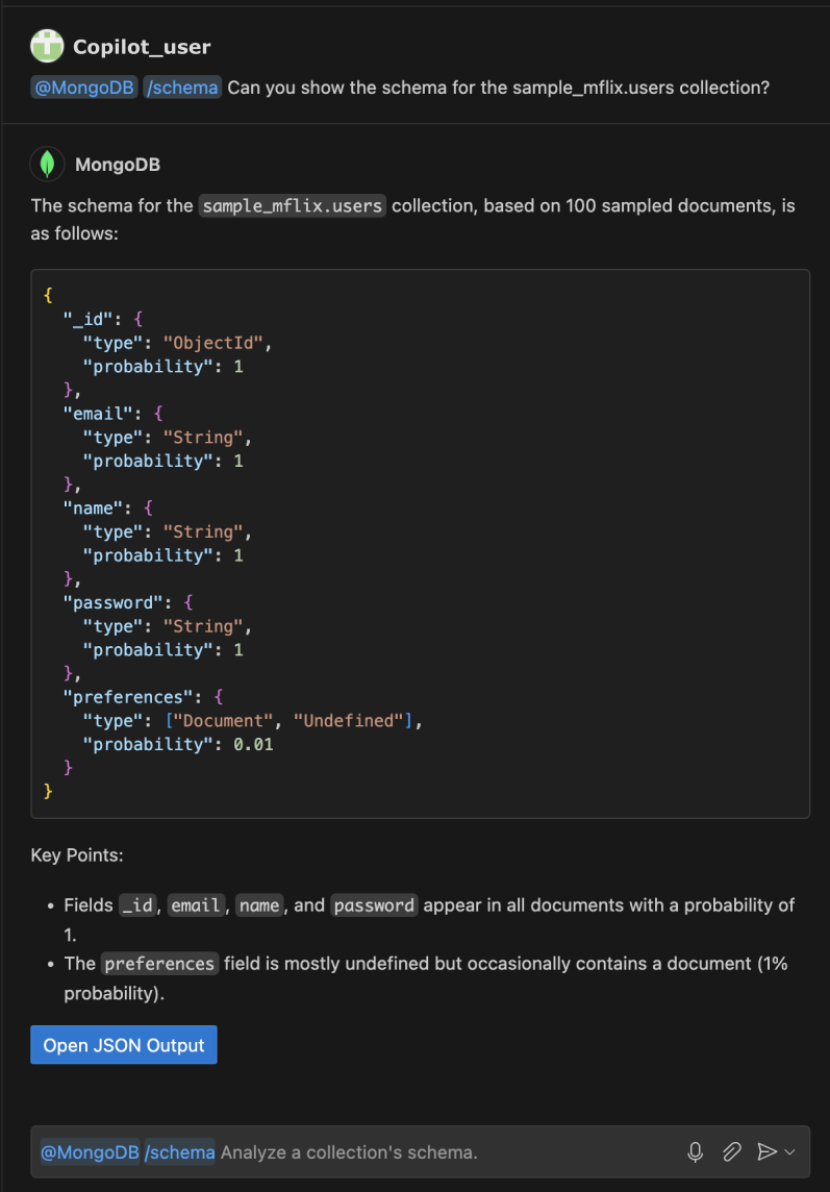 Copilot_user
@MongoDB /schema Can you show the schema for the sample_mflix.users collection?
MongoDB
The schema for the sample_mflix.users collection, based on 100 sampled documents, is
as follows:
{
  "_id": {
    "type": "ObjectId",
    "probability": 1
  },
  "email": {
    "type": "String",
    "probability": 1
  },
  "name": {
    "type": "String",
    "probability": 1
  },
  "password": {
    "type": "String",
    "probability": 1
  },
  "preferences": {
    "type": ["Document", "Undefined"],
    "probability": 0.01
  }
}
Key Points:
• Fields _id, email, name, and password appear in all documents with a probability of
1.
• The preferences field is mostly undefined but occasionally contains a document (1%
probability).
Open JSON Output
@MongoDB /schema Analyze a collection's schema.